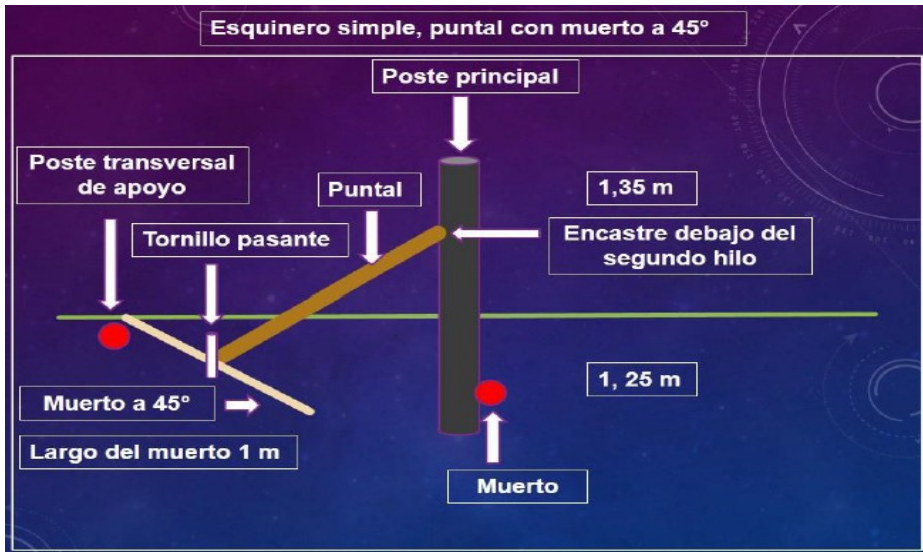 Esquinero simple, puntal con muerto a 45°
Poste principal
Poste transversal
de apoyo
Puntal
1,35 m
Tornillo pasante
Encastre debajo del
segundo hilo
Muerto a 45°
1, 25 m
Largo del muerto 1 m
Muerto